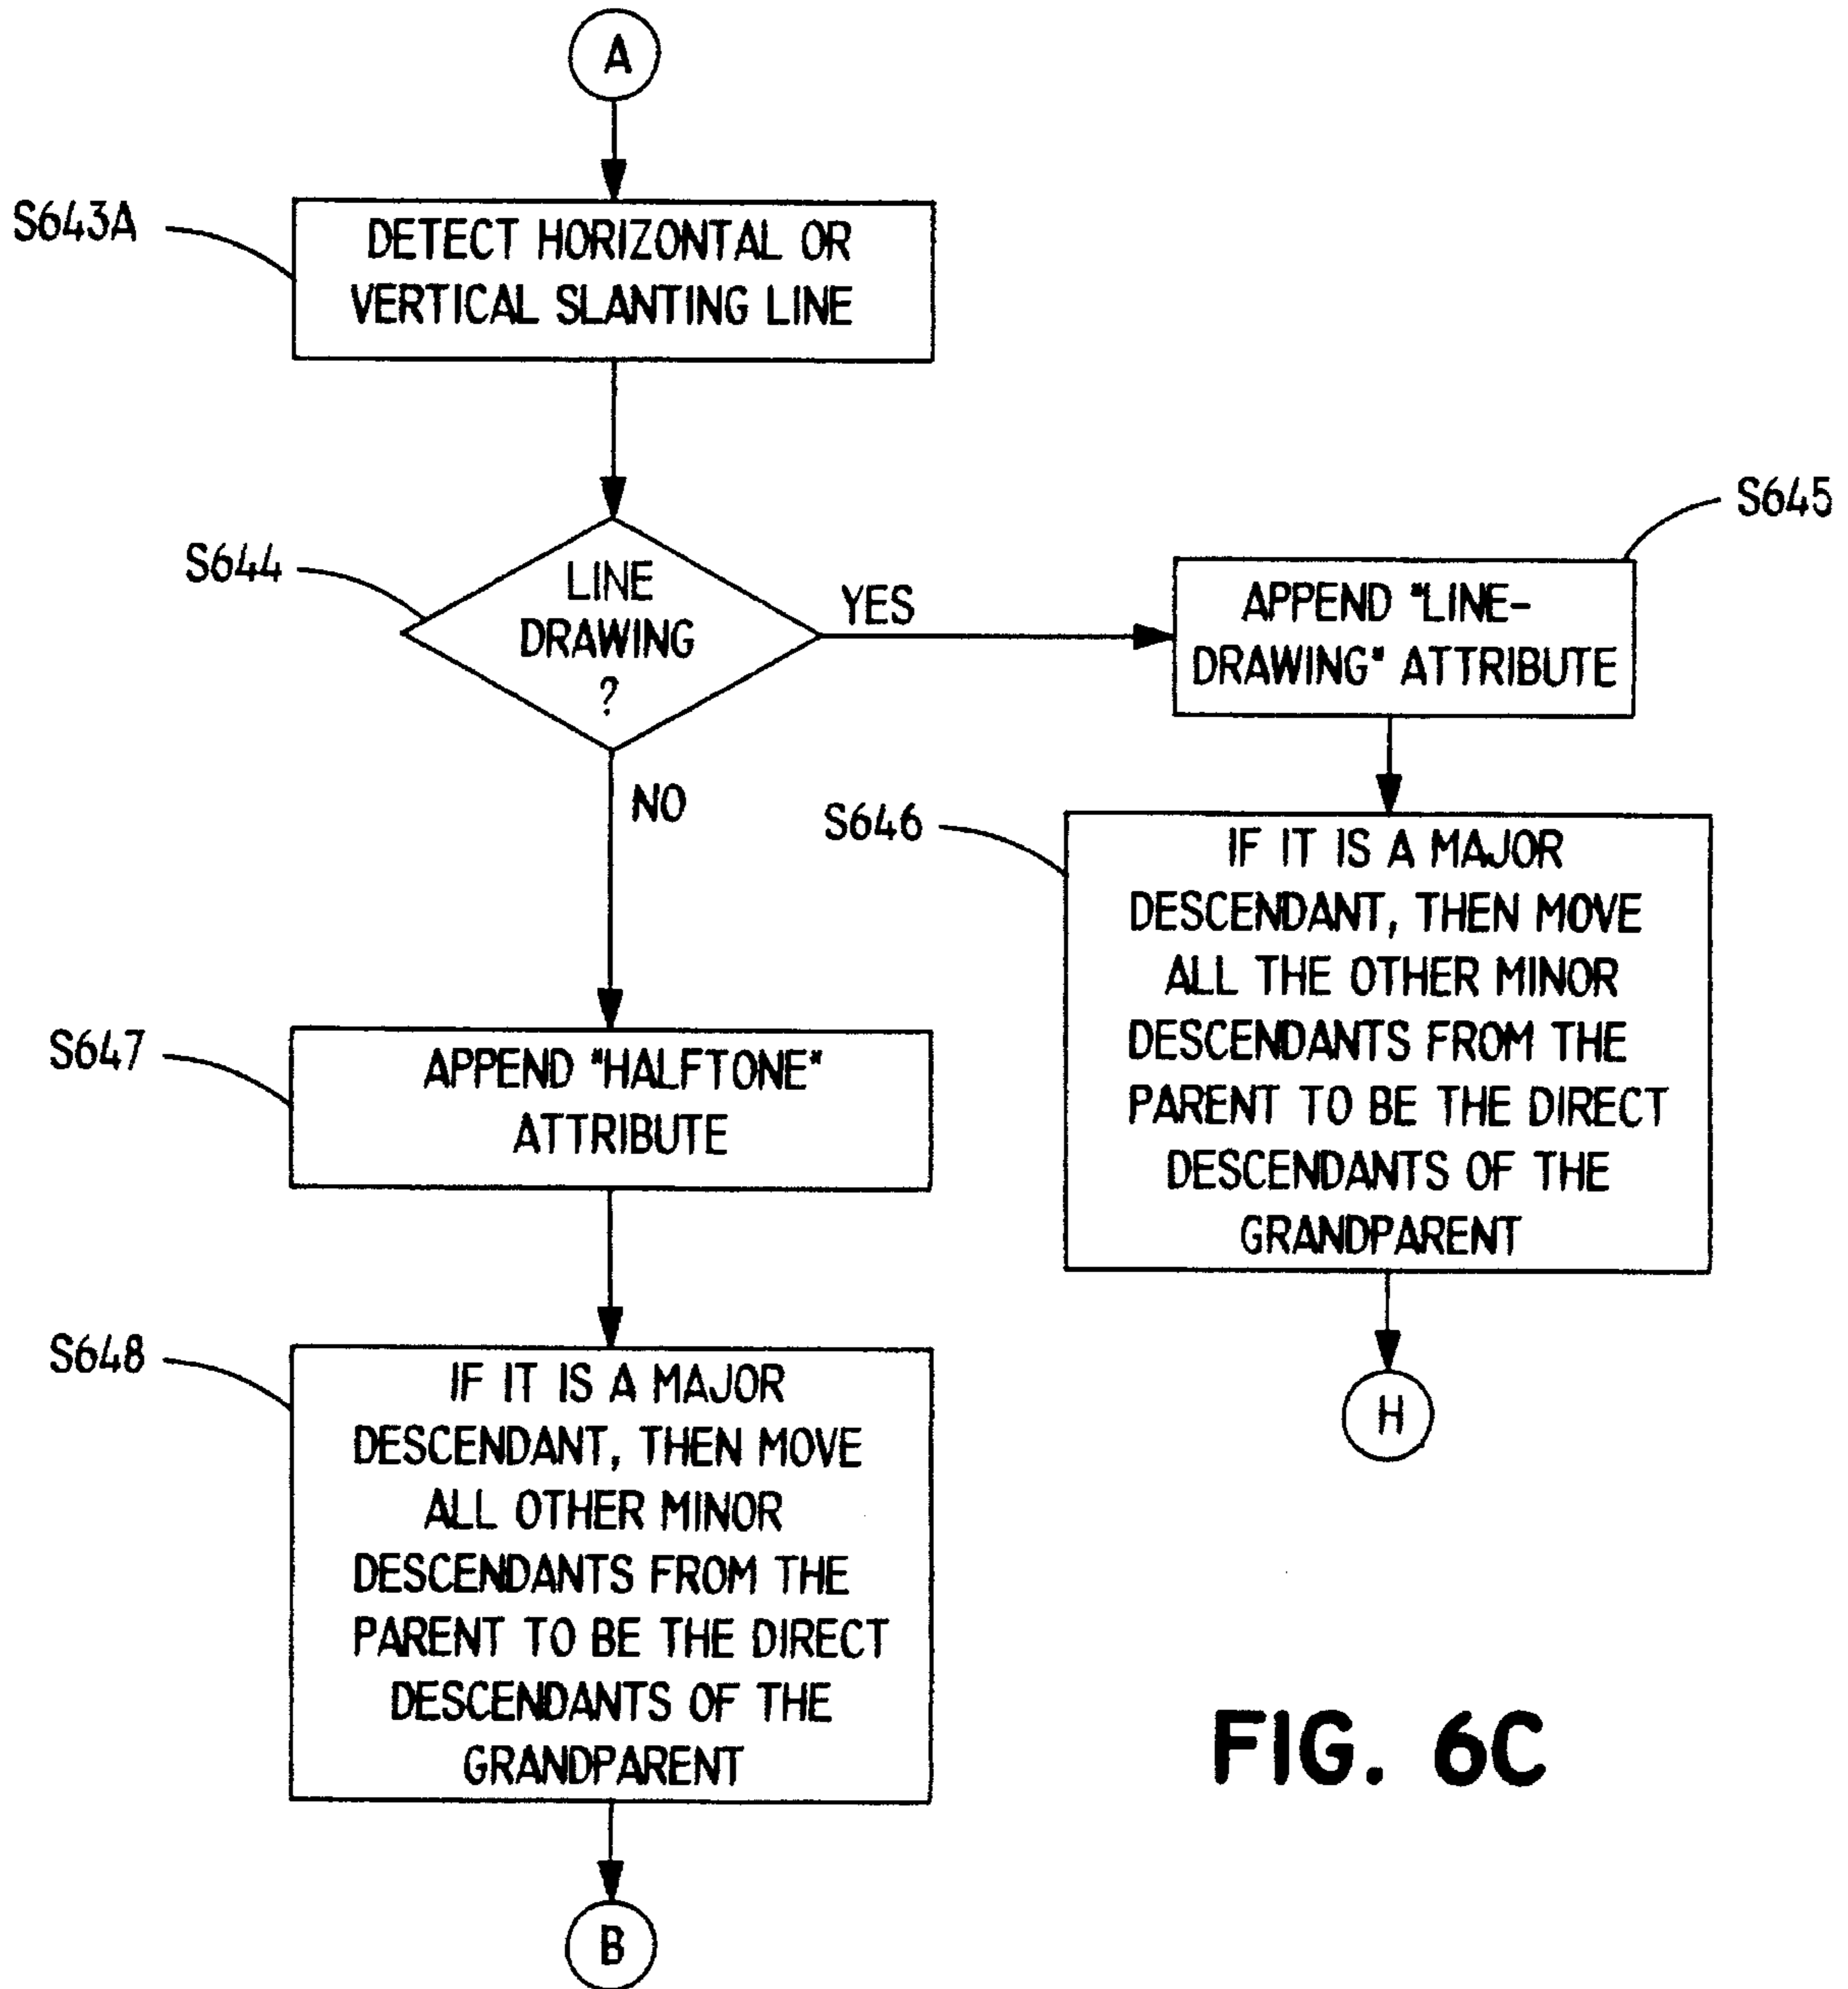 A
S643A
DETECT HORIZONTAL OR
VERTICAL SLANTING LINE
S644
LINE
DRAWING
?
YES
NO
S645
APPEND "LINE-
DRAWING" ATTRIBUTE
S646
IF IT IS A MAJOR
DESCENDANT, THEN MOVE
ALL THE OTHER MINOR
DESCENDANTS FROM THE
PARENT TO BE THE DIRECT
DESCENDANTS OF THE
GRANDPARENT
H
S647
APPEND "HALFTONE"
ATTRIBUTE
S648
IF IT IS A MAJOR
DESCENDANT, THEN MOVE
ALL OTHER MINOR
DESCENDANTS FROM THE
PARENT TO BE THE DIRECT
DESCENDANTS OF THE
GRANDPARENT
B
FIG. 6C